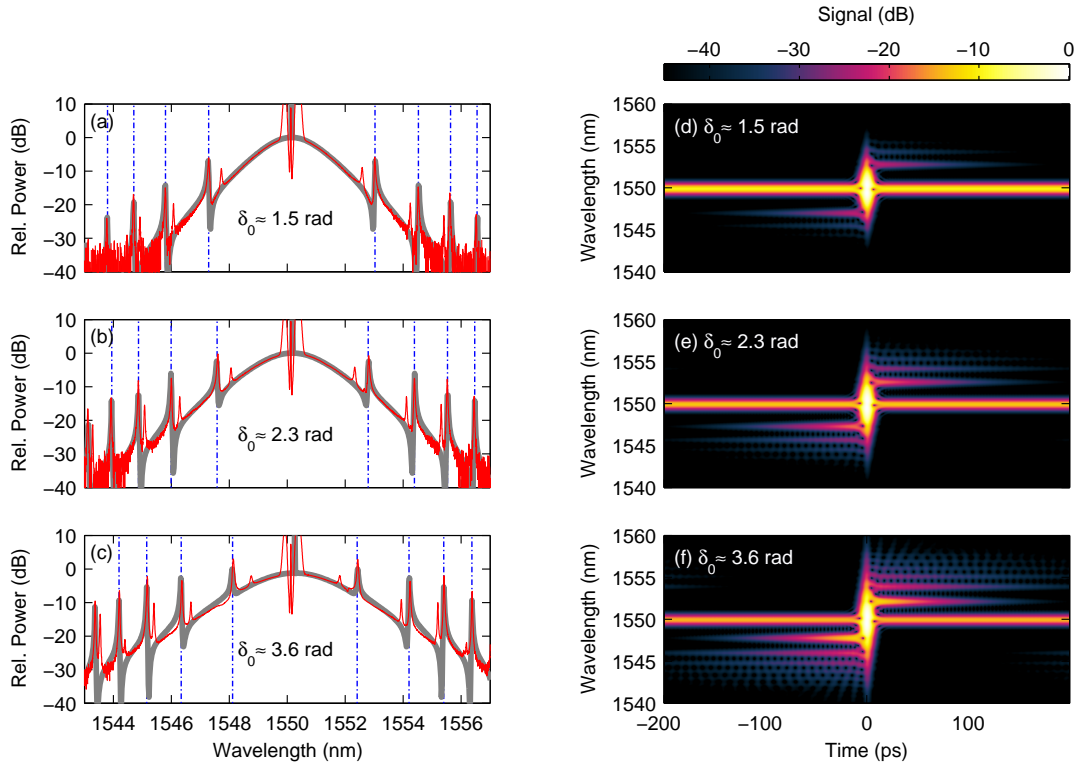 Signal (dB)
−40 −30 −20 −10 0
10
0
−10
−20
−30
−40
Rel. Power (dB)
(a)
δ0≈ 1.5 rad
1560
1555
1550
1545
1540
Wavelength (nm)
(d) δ0≈ 1.5 rad
10
0
−10
−20
−30
−40
Rel. Power (dB)
(b)
δ0≈ 2.3 rad
1560
1555
1550
1545
1540
Wavelength (nm)
(e) δ0≈ 2.3 rad
10
0
−10
−20
−30
−40
Rel. Power (dB)
(c)
δ0≈ 3.6 rad
1544 1546 1548 1550 1552 1554 1556
Wavelength (nm)
1560
1555
1550
1545
1540
Wavelength (nm)
(f) δ0≈ 3.6 rad
−200 −100 0 100
Time (ps)